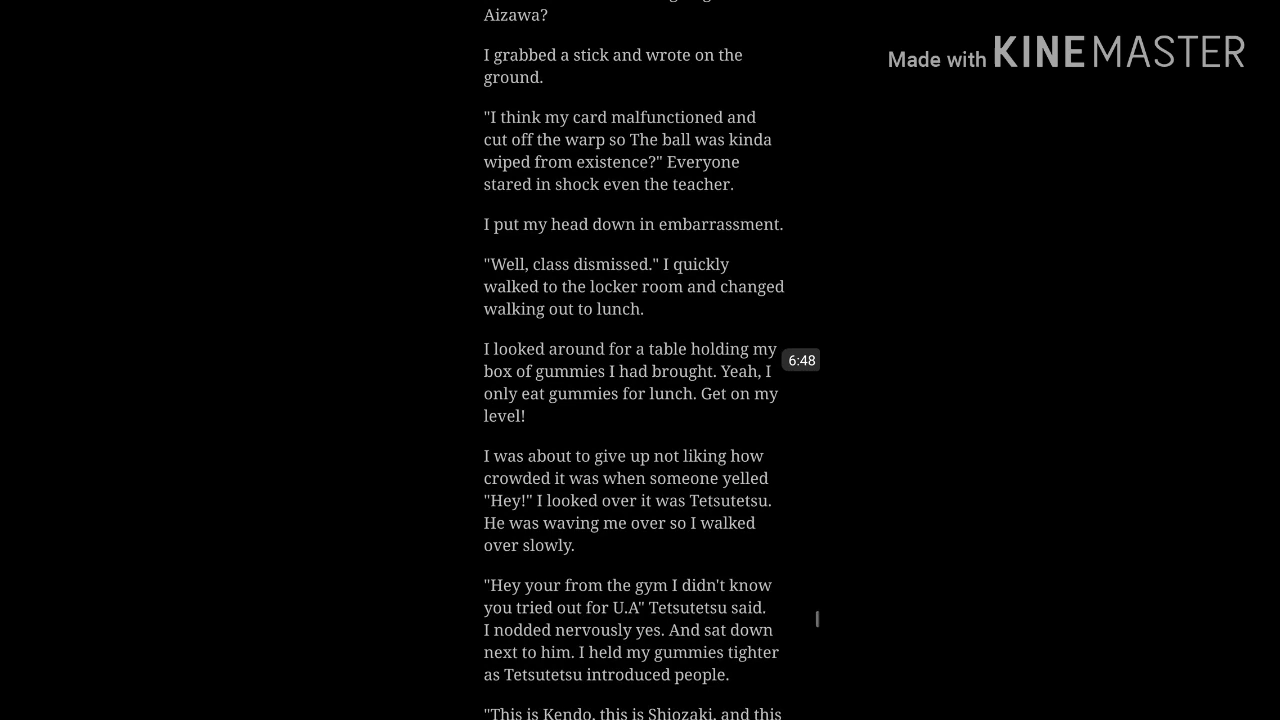 Aizawa?
I grabbed a stick and wrote on the
ground.
"I think my card malfunctioned and
cut off the warp so The ball was kinda
wiped from existence?" Everyone
stared in shock even the teacher.
I put my head down in embarrassment.
"Well, class dismissed." I quickly
walked to the locker room and changed
walking out to lunch.
I looked around for a table holding my
box of gummies I had brought. Yeah, I
only eat gummies for lunch. Get on my
level!
I was about to give up not liking how
crowded it was when someone yelled
"Hey!" I looked over it was Tetsutetsu.
He was waving me over so I walked
over slowly.
"Hey your from the gym I didn't know
you tried out for U.A" Tetsutetsu said.
I nodded nervously yes. And sat down
next to him. I held my gummies tighter
as Tetsutetsu introduced people.
"This is Kendo, this is Shiozaki, and this
6:48
Made with KINEMASTER